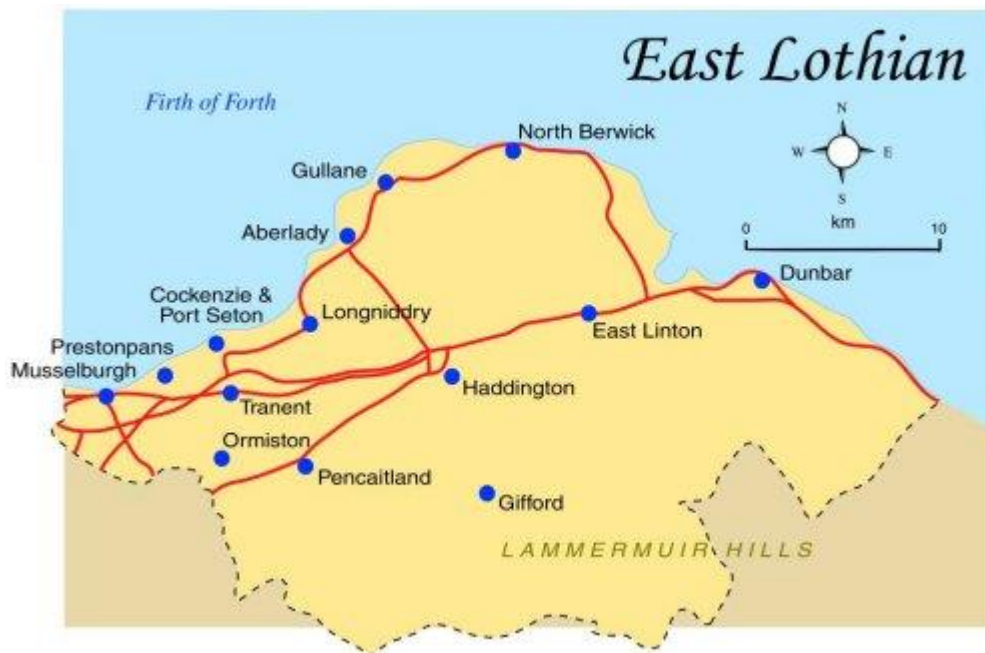 East Lothian
Firth of Forth
N
W
E
S
km
0
10
North Berwick
Gullane
Aberlady
Dunbar
Cockenzie &
Port Seton
Longniddry
East Linton
Prestonpans
Musselburgh
Haddington
Tranent
Ormiston
Pencaitland
Gifford
LAMMERMUIR HILLS